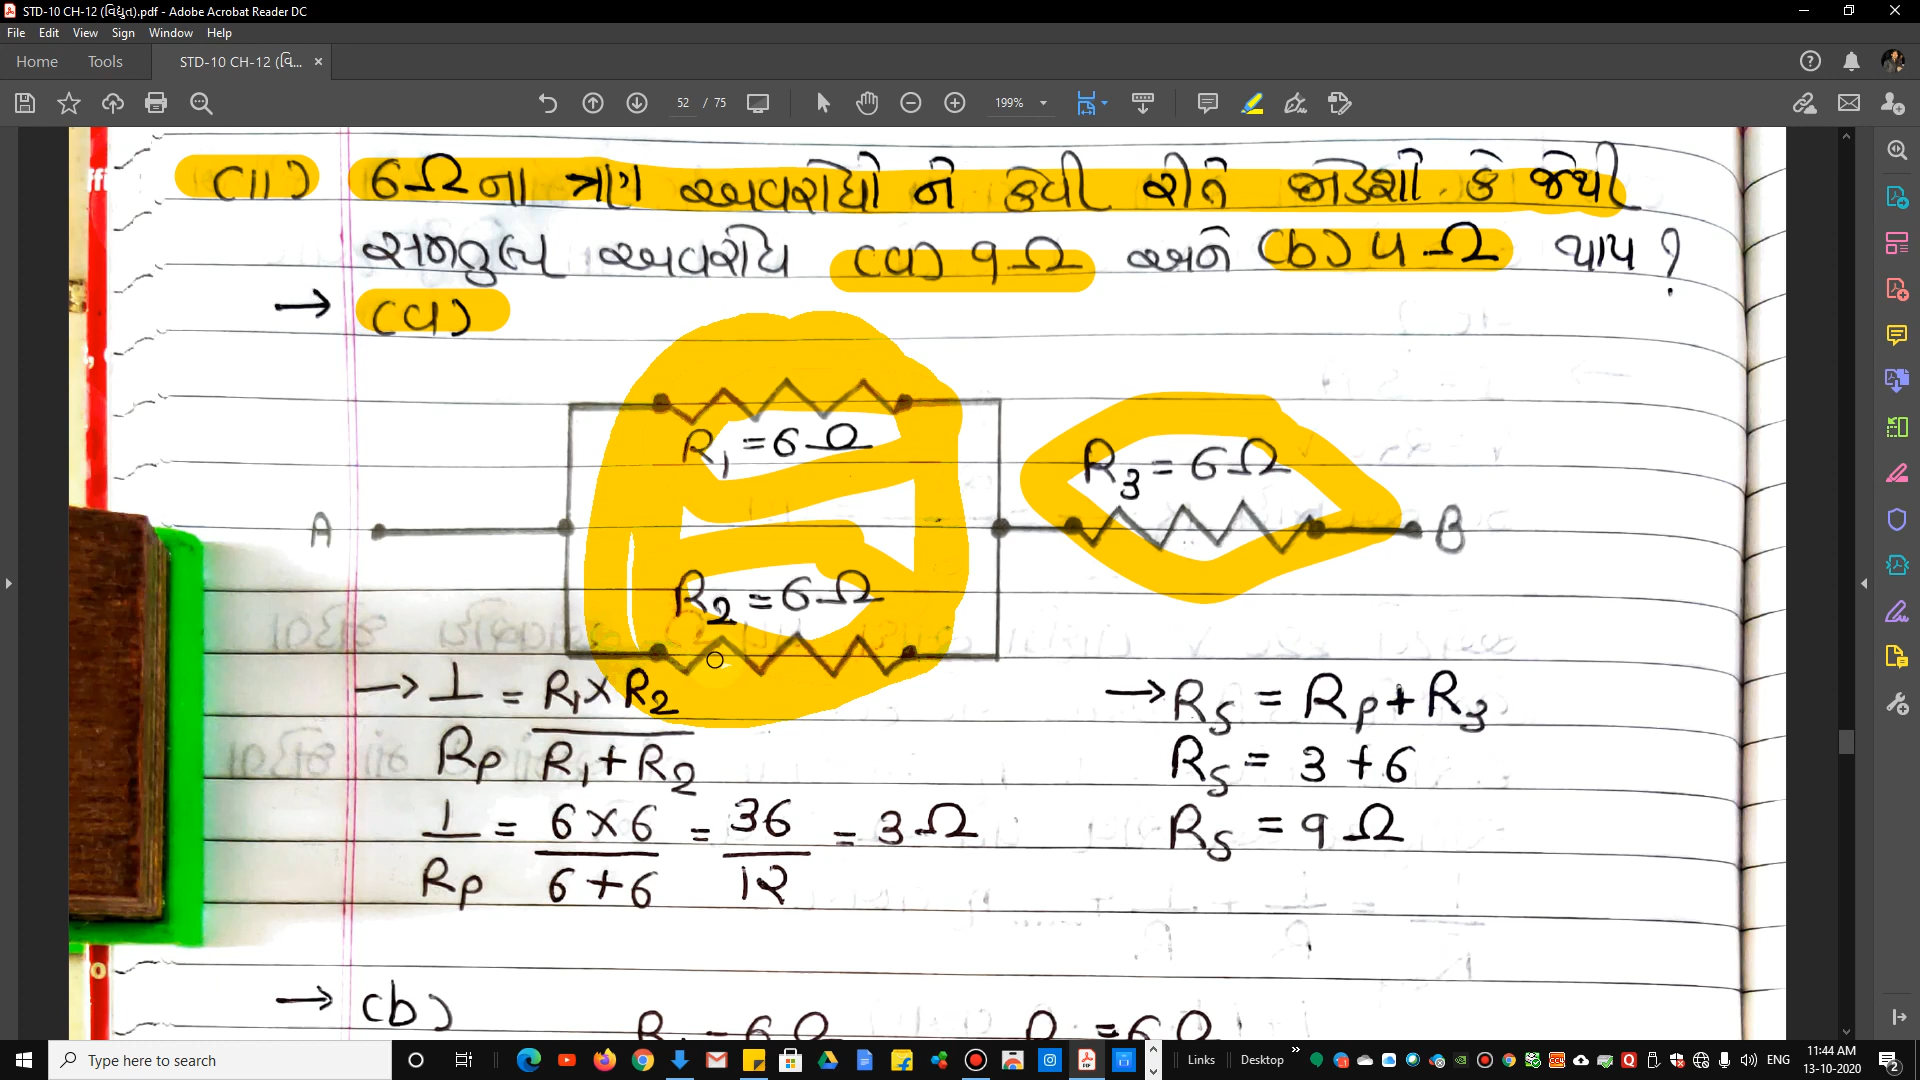 STD-10 CH-12 (વિદ્યુત).pdf - Adobe Acrobat Reader DC
File Edit View Sign Window Help
Home Tools STD-10 CH-12 (વિ... ×
52 / 75 199%
(11) 6Ω ના ત્રણ અવરોધો ને કેવી રીતે જોડશો કે જેથી
સમતુલ્ય અવરોધ (a) 9Ω અને (b) 4Ω થાય ?
→ (a)
R1 = 6Ω
R3 = 6Ω
A B
R2 = 6Ω
→ 1/Rp = R1 × R2 / R1 + R2
1/Rp = 6 × 6 / 6 + 6 = 36 / 12 = 3Ω
→ Rs = Rp + R3
Rs = 3 + 6
Rs = 9Ω
→ (b)
Type here to search
Links Desktop » ENG 11:44 AM
13-10-2020 2